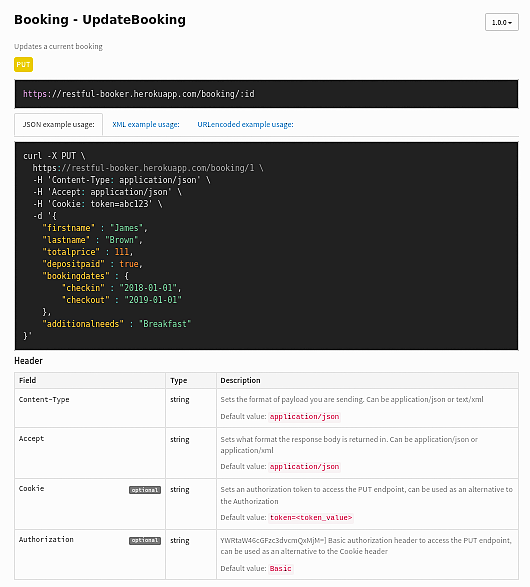 Booking - UpdateBooking
1.0.0
Updates a current booking
PUT
https://restful-booker.herokuapp.com/booking/:id
JSON example usage: XML example usage: URLencoded example usage:
curl -X PUT \
  https://restful-booker.herokuapp.com/booking/1 \
  -H 'Content-Type: application/json' \
  -H 'Accept: application/json' \
  -H 'Cookie: token=abc123' \
  -d '{
    "firstname" : "James",
    "lastname" : "Brown",
    "totalprice" : 111,
    "depositpaid" : true,
    "bookingdates" : {
        "checkin" : "2018-01-01",
        "checkout" : "2019-01-01"
    },
    "additionalneeds" : "Breakfast"
}'
Header
Field Type Description
Content-Type string Sets the format of payload you are sending. Can be application/json or text/xml
Default value: application/json
Accept string Sets what format the response body is returned in. Can be application/json or
application/xml
Default value: application/json
Cookie optional string Sets an authorization token to access the PUT endpoint, can be used as an alternative to
the Authorization
Default value: token=<token_value>
Authorization optional string YWRtaW46cGFzc3dvcmQxMjM=] Basic authorization header to access the PUT endpoint,
can be used as an alternative to the Cookie header
Default value: Basic